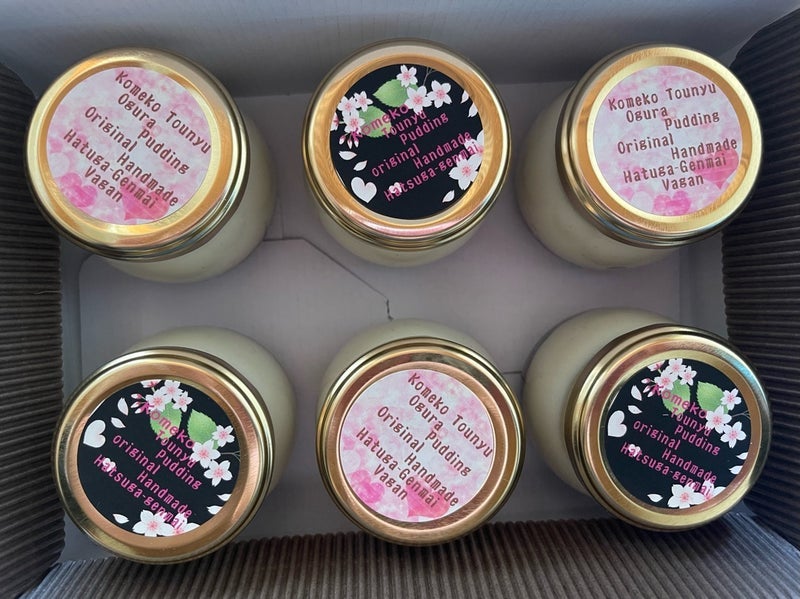 Komeko Tounyu
Ogura
Pudding
Original
Handmade
Hatuga-Genmai
Vagan
Komeko
Tounyu
Pudding
original
Handmade
Hatsuga-genmai
Komeko Tounyu
Ogura
Pudding
Original
Handmade
Hatuga-Genmai
Vagan
Komeko
Tounyu
Pudding
original
Handmade
Hatsuga-genmai
Komeko Tounyu
Ogura
Pudding
Original
Handmade
Hatuga-Genmai
Vagan
Komeko
Tounyu
Pudding
original
Handmade
Hatsuga-genmai